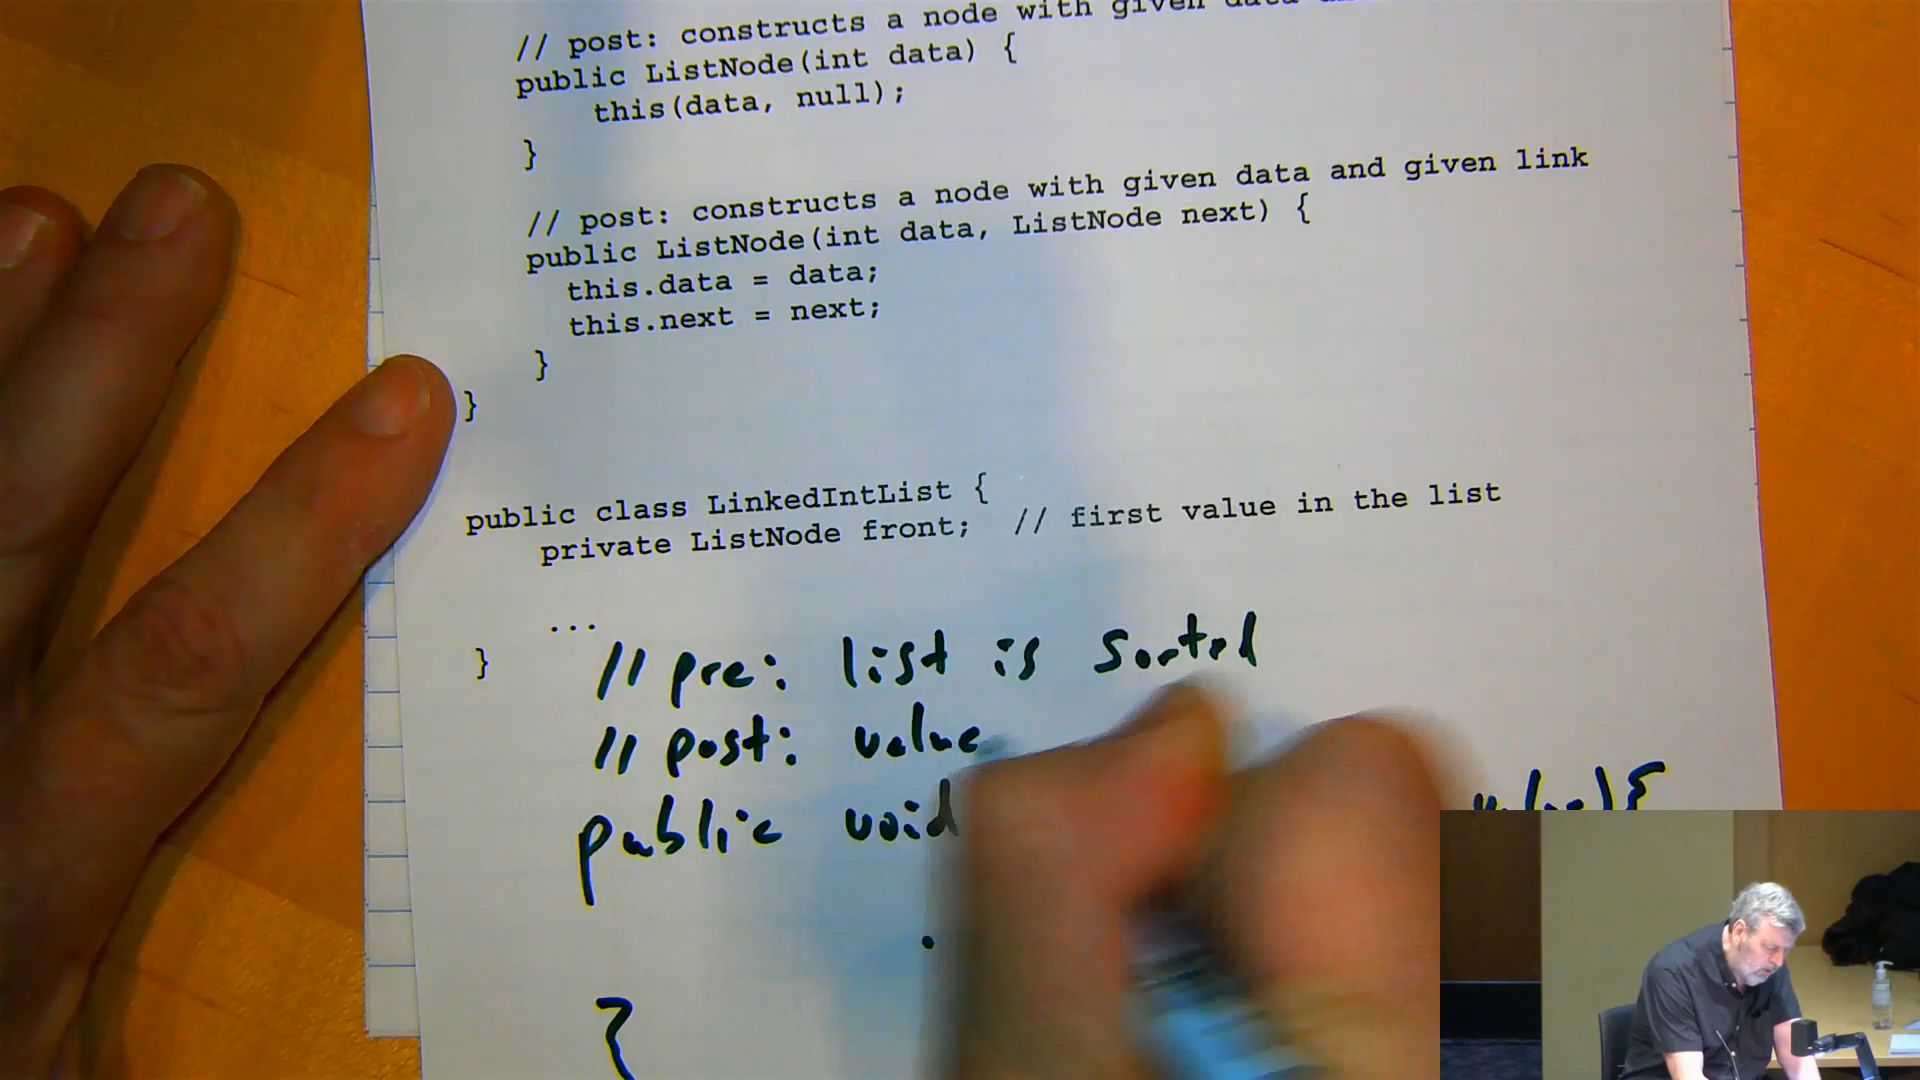 // post: constructs a node with given
public ListNode(int data) {
this(data, null);
}
// post: constructs a node with given data and given link
public ListNode(int data, ListNode next) {
this.data = data;
this.next = next;
}
}
public class LinkedIntList {
private ListNode front; // first value in the list
...
}
// pre: list is sorted
// post: value
public void
}